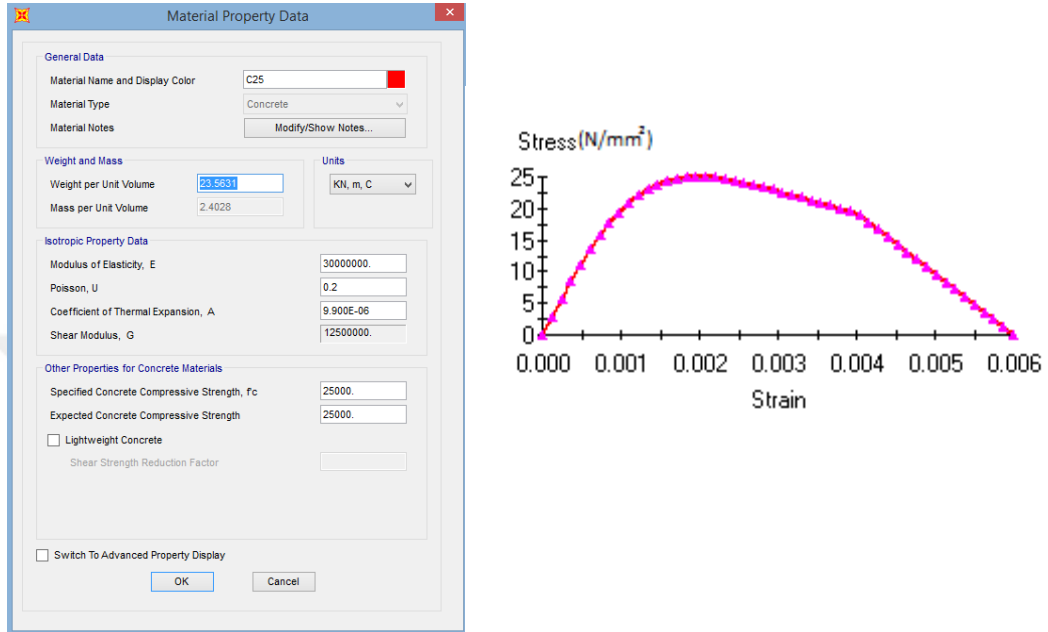 Material Property Data
General Data
Material Name and Display Color C25
Material Type Concrete
Material Notes Modify/Show Notes...
Weight and Mass Units
Weight per Unit Volume 23.5631 KN, m, C
Mass per Unit Volume 2.4028
Isotropic Property Data
Modulus of Elasticity, E 30000000.
Poisson, U 0.2
Coefficient of Thermal Expansion, A 9.900E-06
Shear Modulus, G 12500000.
Other Properties for Concrete Materials
Specified Concrete Compressive Strength, f'c 25000.
Expected Concrete Compressive Strength 25000.
Lightweight Concrete
Shear Strength Reduction Factor
Switch To Advanced Property Display
OK Cancel
Stress(N/mm²)
25
20
15
10
5
0
0.000 0.001 0.002 0.003 0.004 0.005 0.006
Strain